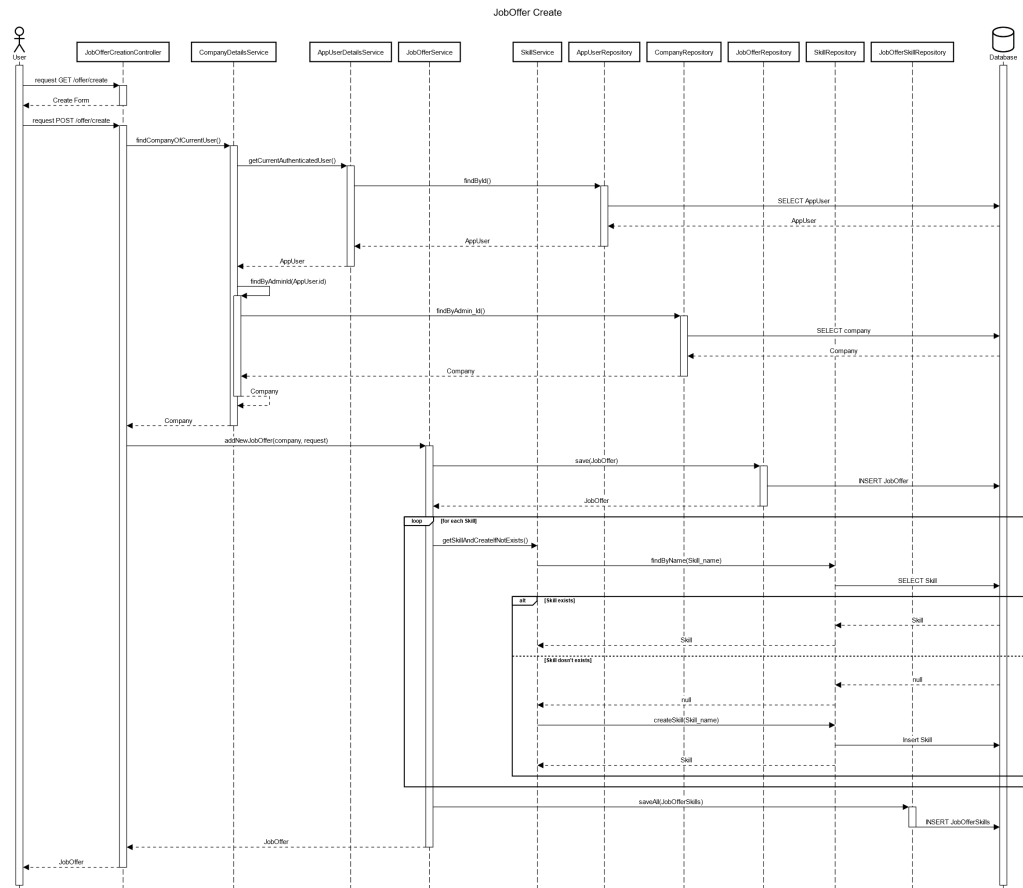 JobOffer Create
User
JobOfferCreationController
CompanyDetailsService
AppUserDetailsService
JobOfferService
SkillService
AppUserRepository
CompanyRepository
JobOfferRepository
SkillRepository
JobOfferSkillRepository
Database
request GET /offer/create
Create Form
request POST /offer/create
findCompanyOfCurrentUser()
getCurrentAuthenticatedUser()
findById()
SELECT AppUser
AppUser
AppUser
AppUser
findByAdminId(AppUser.id)
findByAdmin_Id()
SELECT company
Company
Company
Company
Company
addNewJobOffer(company, request)
save(JobOffer)
INSERT JobOffer
JobOffer
loop [for each Skill]
getSkillAndCreateIfNotExists()
findByName(Skill_name)
SELECT Skill
alt [Skill exists]
Skill
Skill
[Skill dosn't exists]
null
null
createSkill(Skill_name)
insert Skill
Skill
saveAll(JobOfferSkills)
INSERT JobOfferSkills
JobOffer
JobOffer